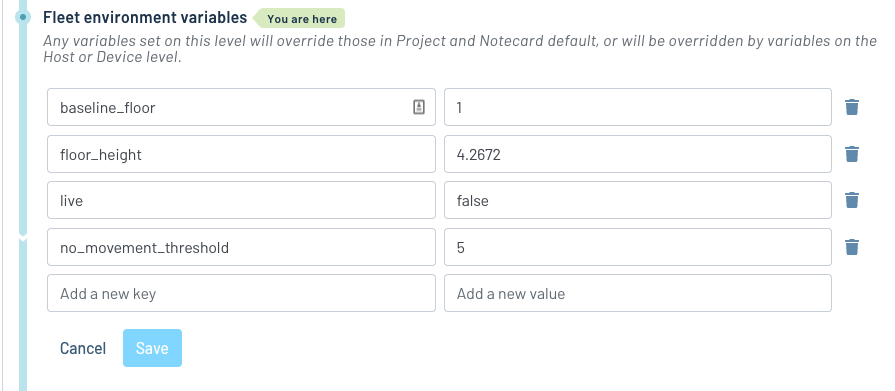 Fleet environment variables You are here
Any variables set on this level will override those in Project and Notecard default, or will be overridden by variables on the
Host or Device level.
baseline_floor 1
floor_height 4.2672
live false
no_movement_threshold 5
Add a new key Add a new value
Cancel Save